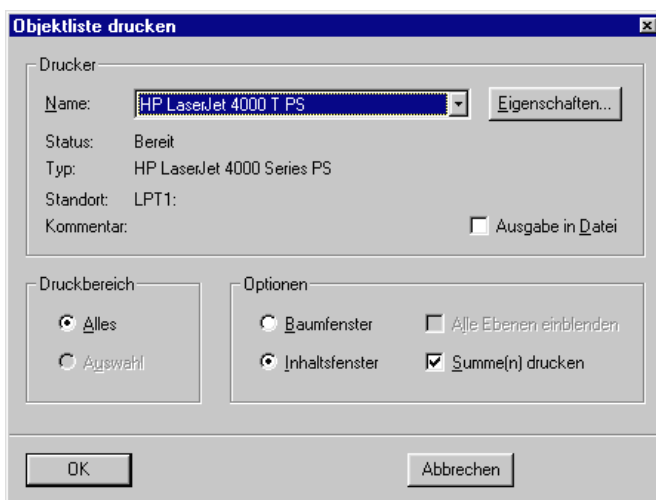 Objektliste drucken
Drucker
Name: HP LaserJet 4000 T PS Eigenschaften...
Status: Bereit
Typ: HP LaserJet 4000 Series PS
Standort: LPT1:
Kommentar: Ausgabe in Datei
Druckbereich Optionen
Alles Baumfenster Alle Ebenen einblenden
Auswahl Inhaltsfenster Summe(n) drucken
OK Abbrechen